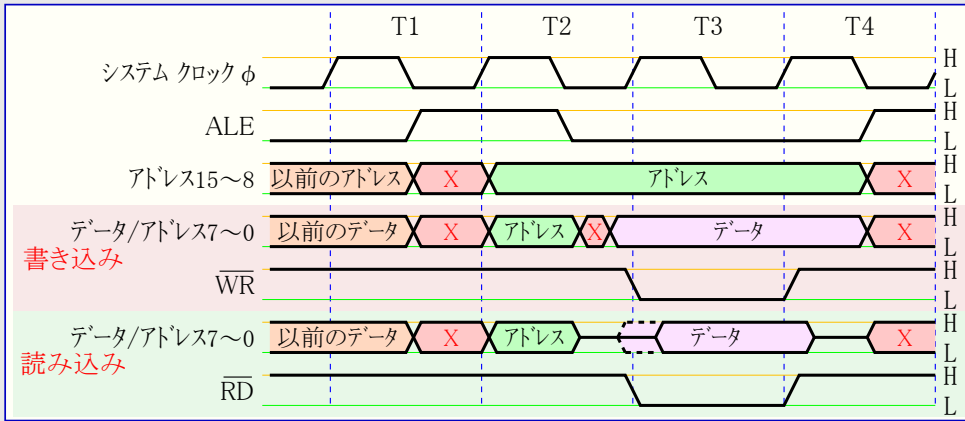 T1 T2 T3 T4
システム クロック φ H
L
ALE H
L
アドレス15～8 以前のアドレス X アドレス X H
L
データ/アドレス7～0 以前のデータ X アドレス X データ X H
書き込み L
WR H
L
データ/アドレス7～0 以前のデータ X アドレス データ X H
読み込み L
RD H
L